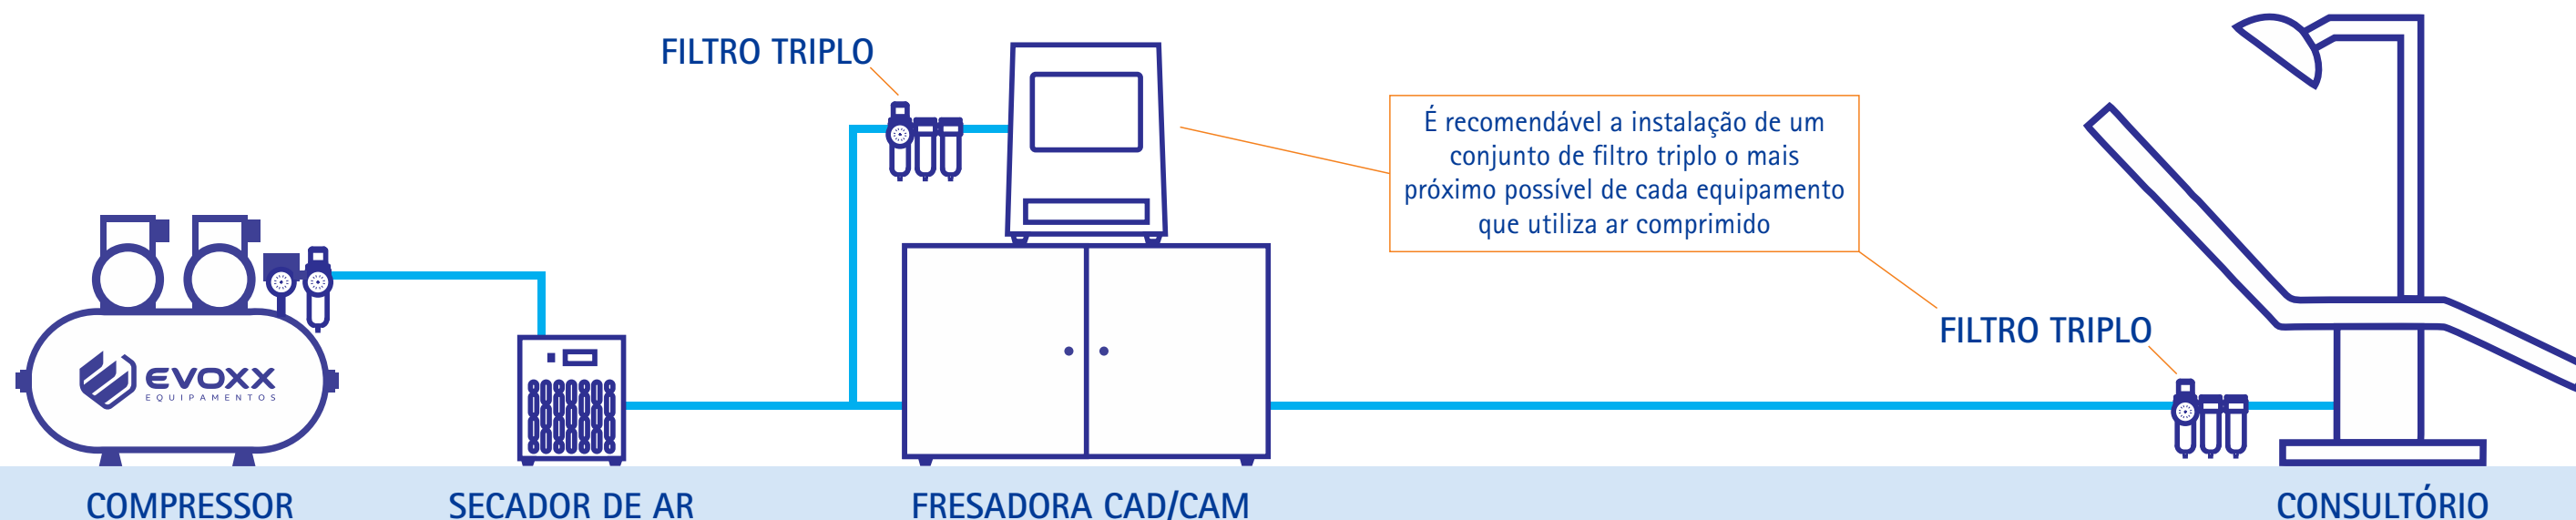 FILTRO TRIPLO
É recomendável a instalação de um
conjunto de filtro triplo o mais
próximo possível de cada equipamento
que utiliza ar comprimido
FILTRO TRIPLO
EVOXX
EQUIPAMENTOS
COMPRESSOR
SECADOR DE AR
FRESADORA CAD/CAM
CONSULTÓRIO